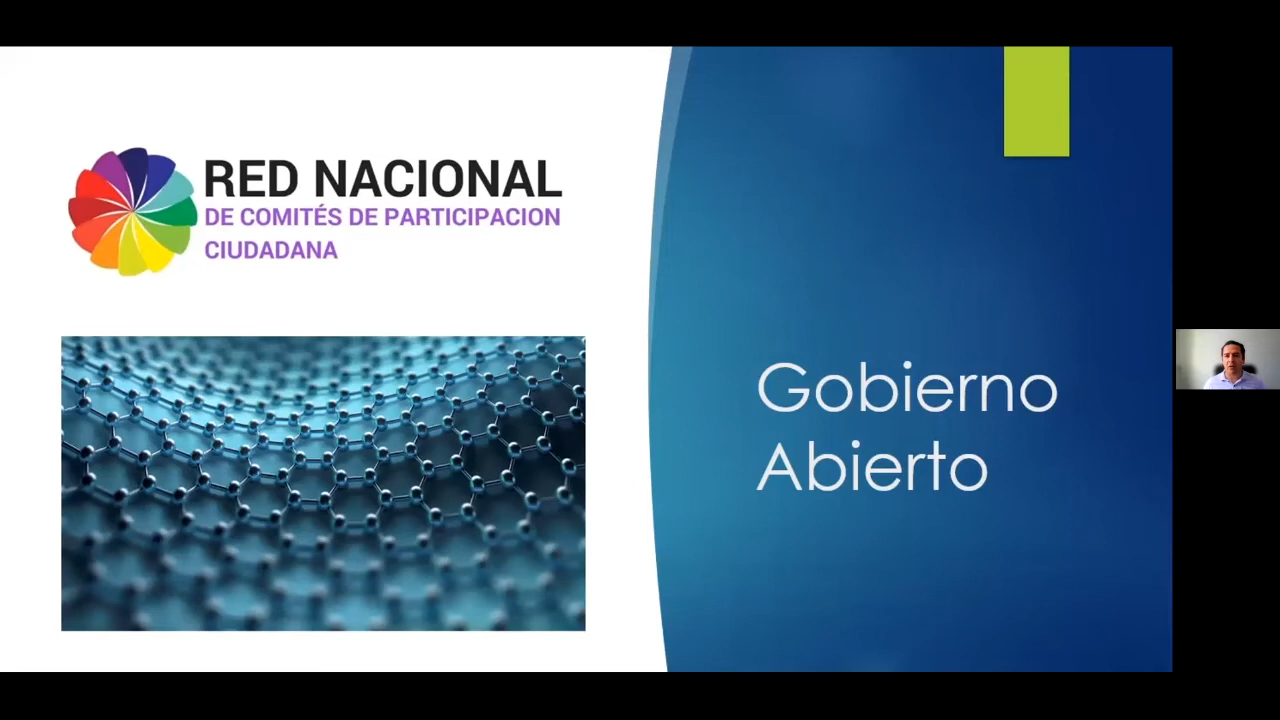 RED NACIONAL
DE COMITÉS DE PARTICIPACION
CIUDADANA
Gobierno
Abierto